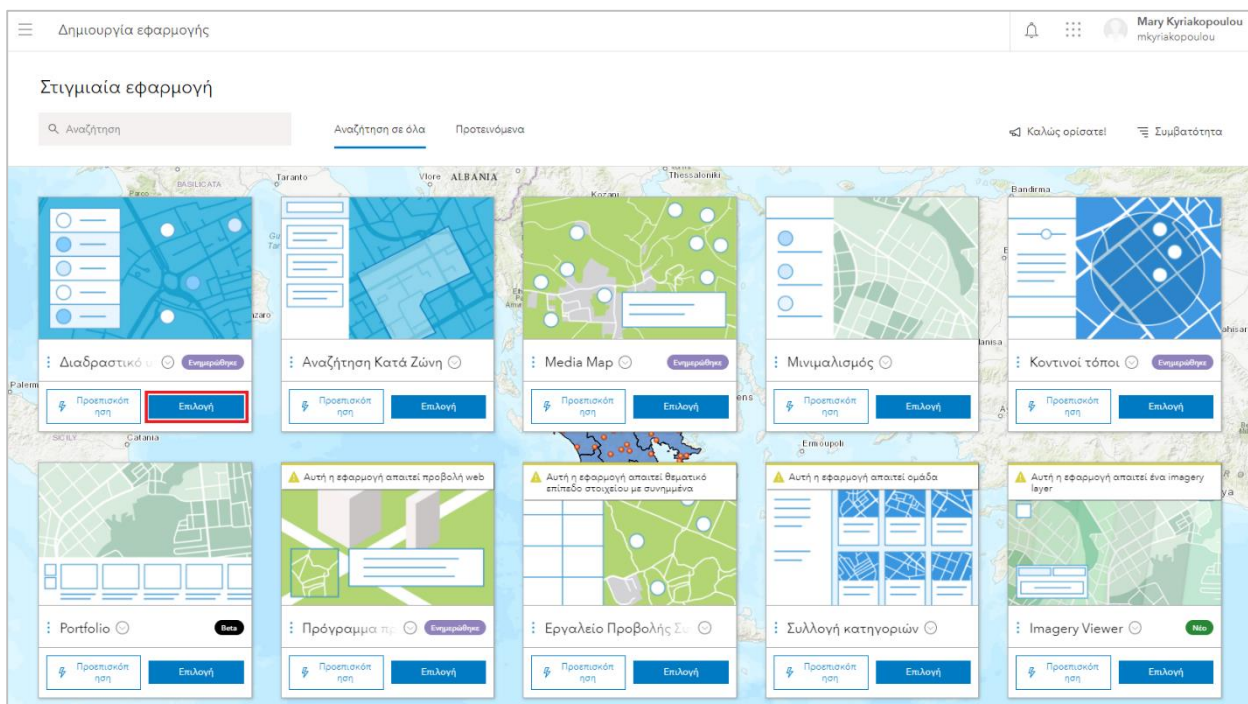 Δημιουργία εφαρμογής
Mary Kyriakopoulou
mkyriakopoulou
Στιγμιαία εφαρμογή
Αναζήτηση
Αναζήτηση σε όλα
Προτεινόμενα
Καλώς ορίσατε!
Συμβατότητα
BASILICATA
Taranto
Vlore
ALBANIA
Kozani
Thessaloniki
Bandirma
Διαδραστικό
Ενημερώθηκε
Αναζήτηση Κατά Ζώνη
Media Map
Ενημερώθηκε
Μινιμαλισμός
Κοντινοί τόποι
Ενημερώθηκε
Προεπισκόπ
ηση
Επιλογή
Προεπισκόπ
ηση
Επιλογή
Προεπισκόπ
ηση
Επιλογή
Προεπισκόπ
ηση
Επιλογή
Προεπισκόπ
ηση
Επιλογή
SICILY
Catania
Ermoupoli
Αυτή η εφαρμογή απαιτεί προβολή web
Αυτή η εφαρμογή απαιτεί θεματικό
επίπεδο στοιχείου με συνημμένα
Αυτή η εφαρμογή απαιτεί ομάδα
Αυτή η εφαρμογή απαιτεί ένα imagery
layer
Portfolio
Beta
Πρόγραμμα
Ενημερώθηκε
Εργαλείο Προβολής
Συλλογή κατηγοριών
Imagery Viewer
Νέο
Προεπισκόπ
ηση
Επιλογή
Προεπισκόπ
ηση
Επιλογή
Προεπισκόπ
ηση
Επιλογή
Προεπισκόπ
ηση
Επιλογή
Προεπισκόπ
ηση
Επιλογή